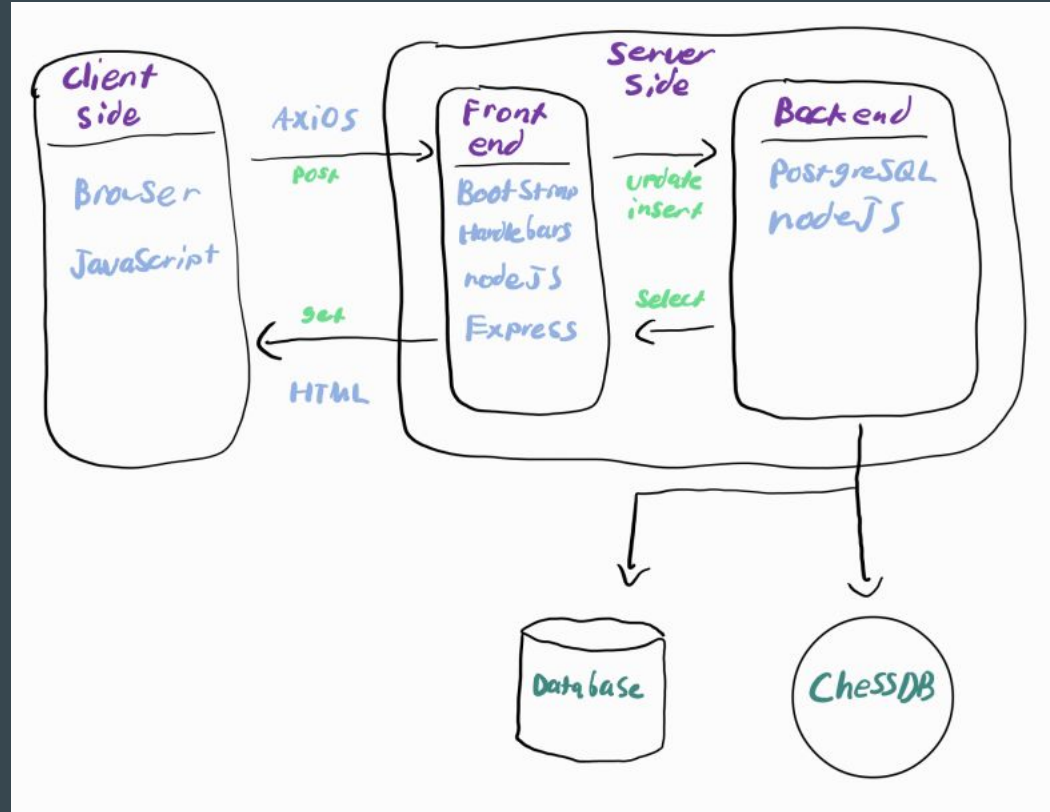 Client
side
Browser
JavaScript
AXiOS
Post
get
HTML
Server
Side
Front
end
BootStrap
Handlebars
nodeJS
Express
update
insert
Select
Backend
PostgreSQL
nodeJS
Database
ChessDB